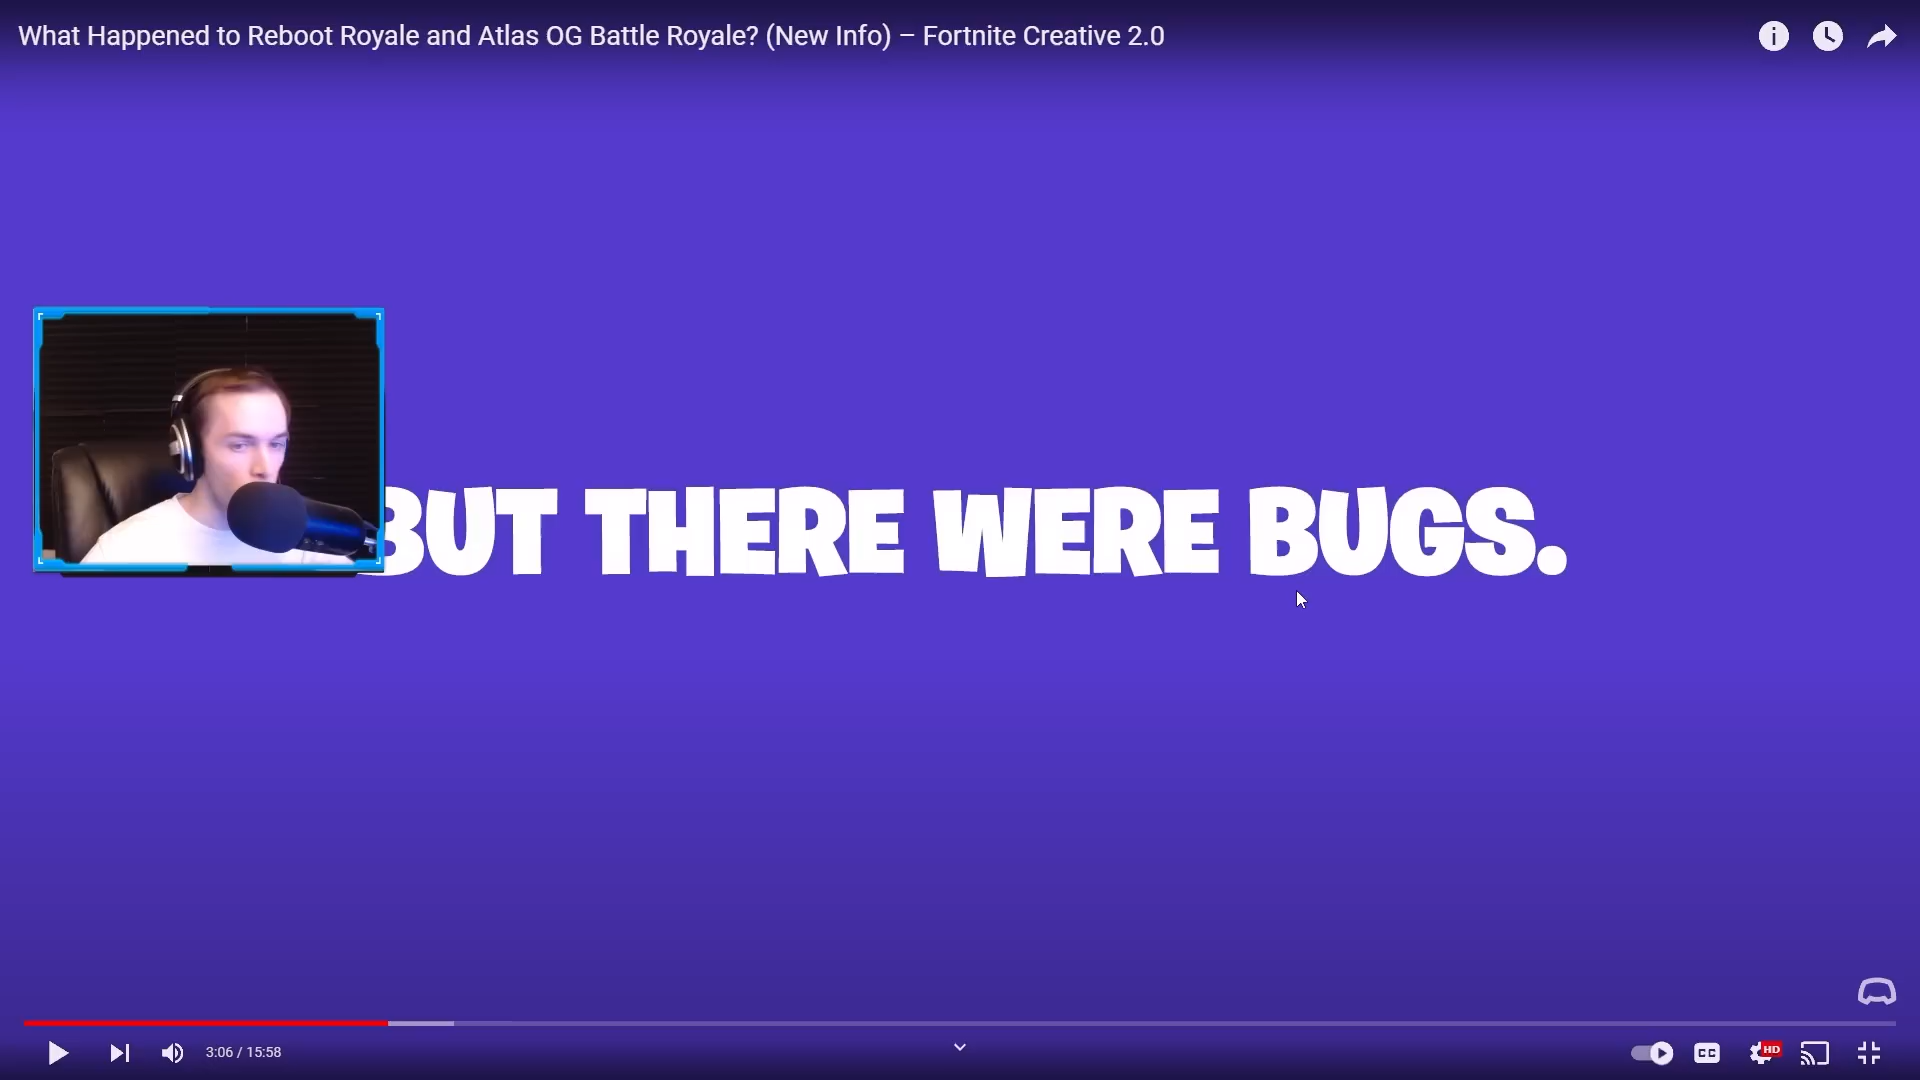 What Happened to Reboot Royale and Atlas OG Battle Royale? (New Info) – Fortnite Creative 2.0
BUT THERE WERE BUGS.
3:06 / 15:58
CC
HD